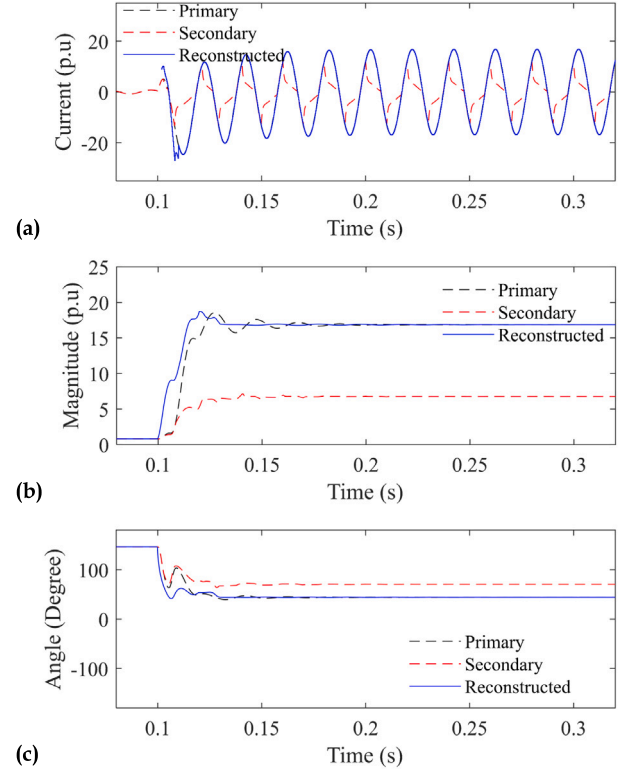 (a)
Current (p.u)
20
0
-20
Primary
Secondary
Reconstructed
0.1 0.15 0.2 0.25 0.3
Time (s)
(b)
Magnitude (p.u)
25
20
15
10
5
0
Primary
Secondary
Reconstructed
0.1 0.15 0.2 0.25 0.3
Time (s)
(c)
Angle (Degree)
100
0
-100
Primary
Secondary
Reconstructed
0.1 0.15 0.2 0.25 0.3
Time (s)